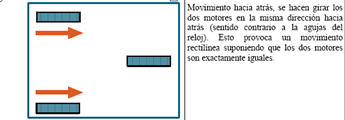 Movimiento hacia atrás, se hacen girar los
dos motores en la misma dirección hacia
atrás (sentido contrario a la agujas del
reloj). Esto provoca un movimiento
rectilínea suponiendo que los dos motores
son exactamente iguales.